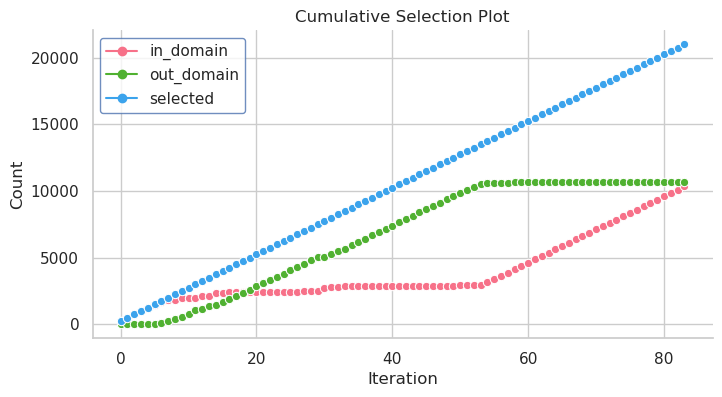 Cumulative Selection Plot
in_domain
out_domain
selected
20000
15000
10000
5000
0
Count
0 20 40 60 80
Iteration